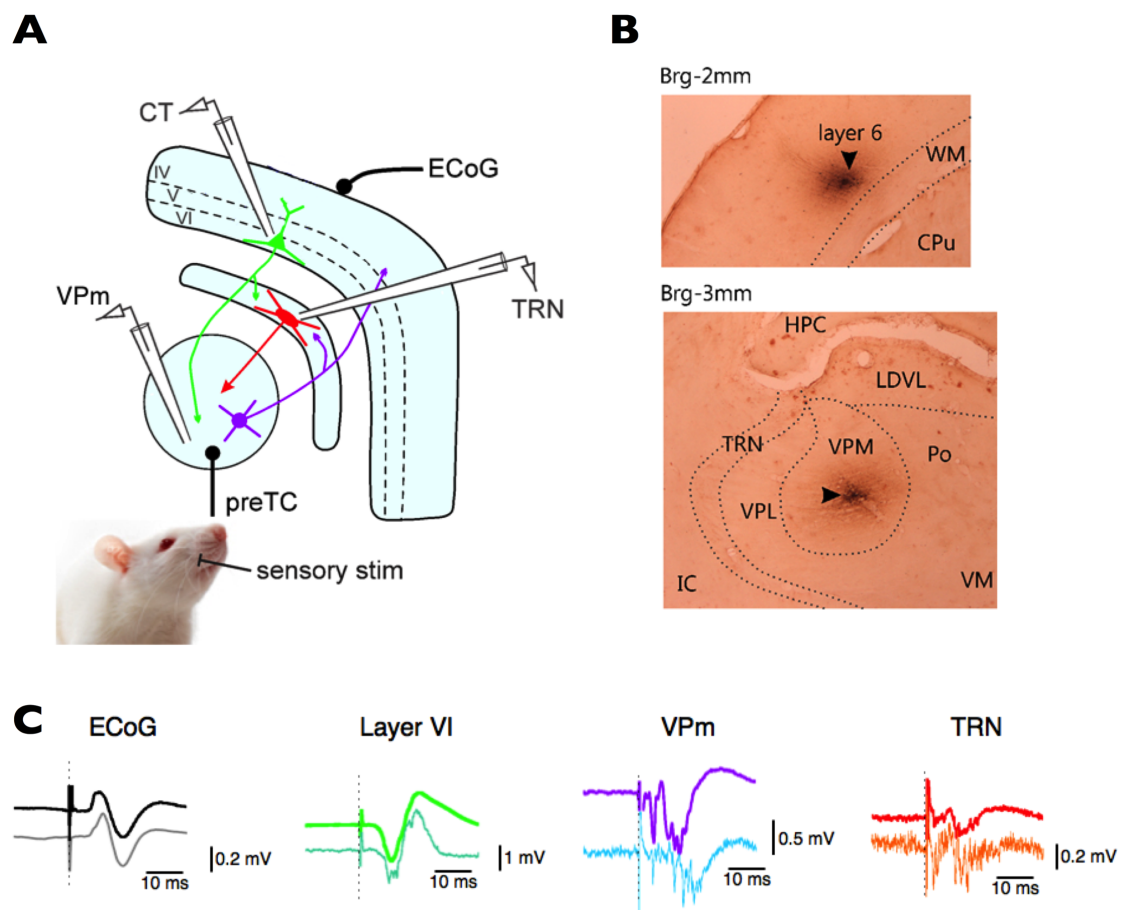 A
CT
ECoG
IV
V
VI
TRN
VPm
preTC
sensory stim
B
Brg-2mm
layer 6
WM
CPu
Brg-3mm
HPC
LDVL
TRN
VPM
Po
VPL
IC
VM
C
ECoG
Layer VI
VPm
TRN
0.2 mV
10 ms
1 mV
10 ms
0.5 mV
10 ms
0.2 mV
10 ms